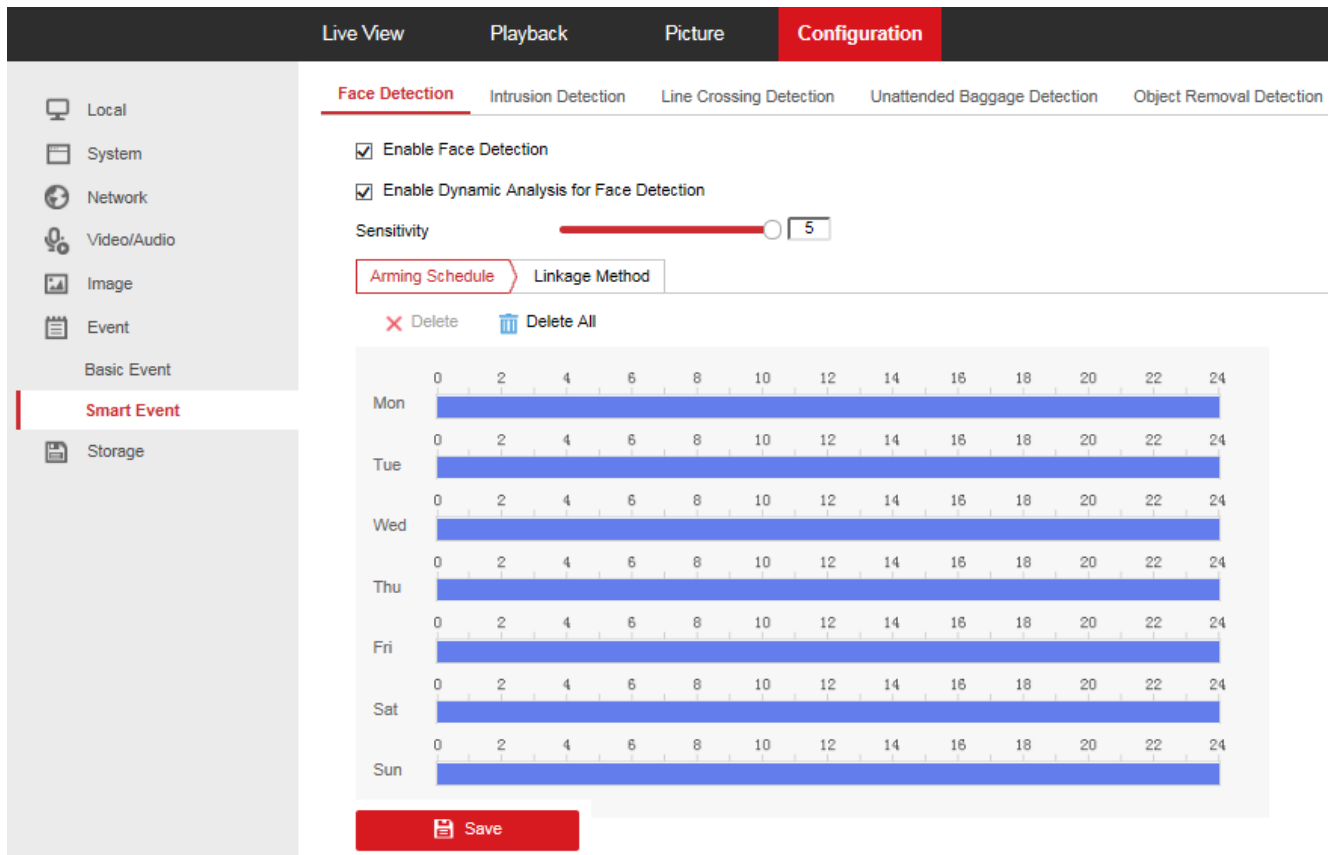 Live View Playback Picture Configuration
Local
System
Network
Video/Audio
Image
Event
Basic Event
Smart Event
Storage
Face Detection Intrusion Detection Line Crossing Detection Unattended Baggage Detection Object Removal Detection
Enable Face Detection
Enable Dynamic Analysis for Face Detection
Sensitivity 5
Arming Schedule Linkage Method
Delete Delete All
0 2 4 6 8 10 12 14 16 18 20 22 24
Mon
0 2 4 6 8 10 12 14 16 18 20 22 24
Tue
0 2 4 6 8 10 12 14 16 18 20 22 24
Wed
0 2 4 6 8 10 12 14 16 18 20 22 24
Thu
0 2 4 6 8 10 12 14 16 18 20 22 24
Fri
0 2 4 6 8 10 12 14 16 18 20 22 24
Sat
0 2 4 6 8 10 12 14 16 18 20 22 24
Sun
Save